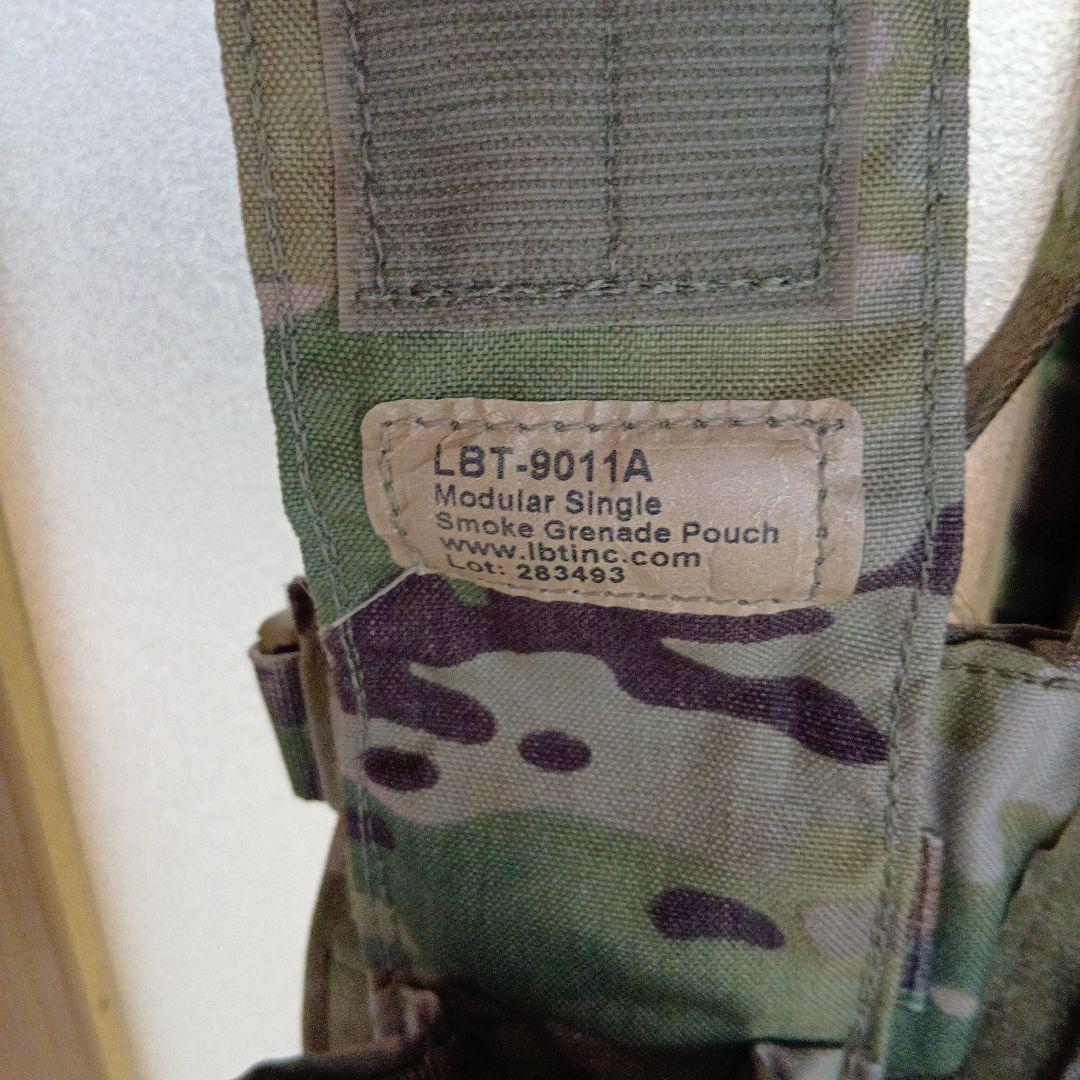 LBT-9011A
Modular Single
Smoke Grenade Pouch
www.lbtinc.com
Lot: 283493